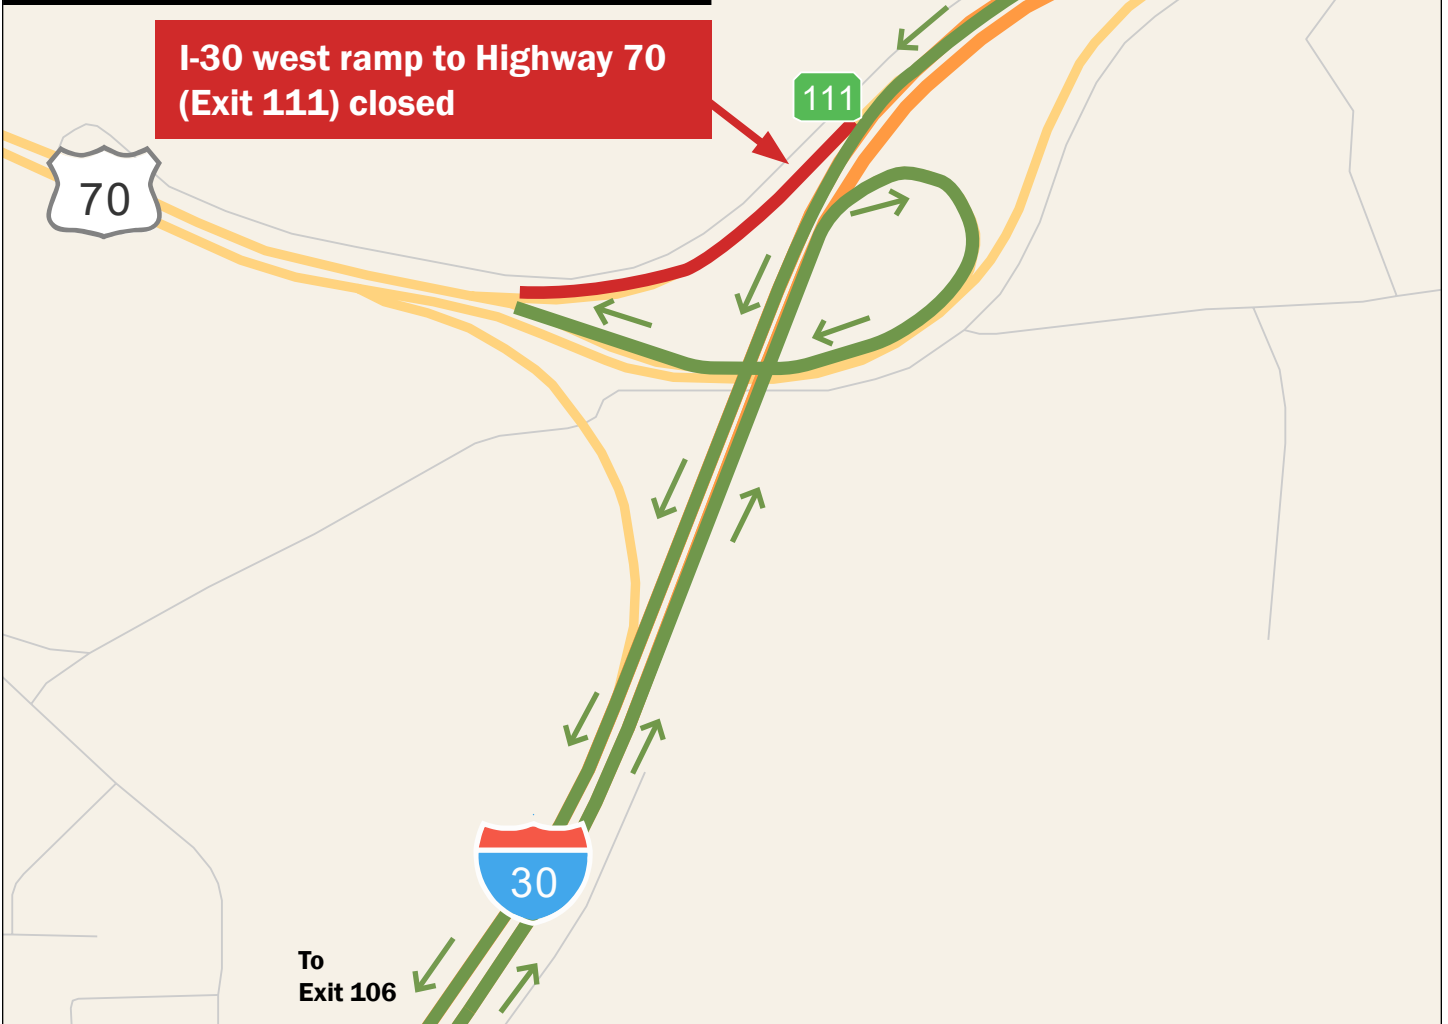 I-30 west ramp to Highway 70
(Exit 111) closed
111
70
30
To
Exit 106